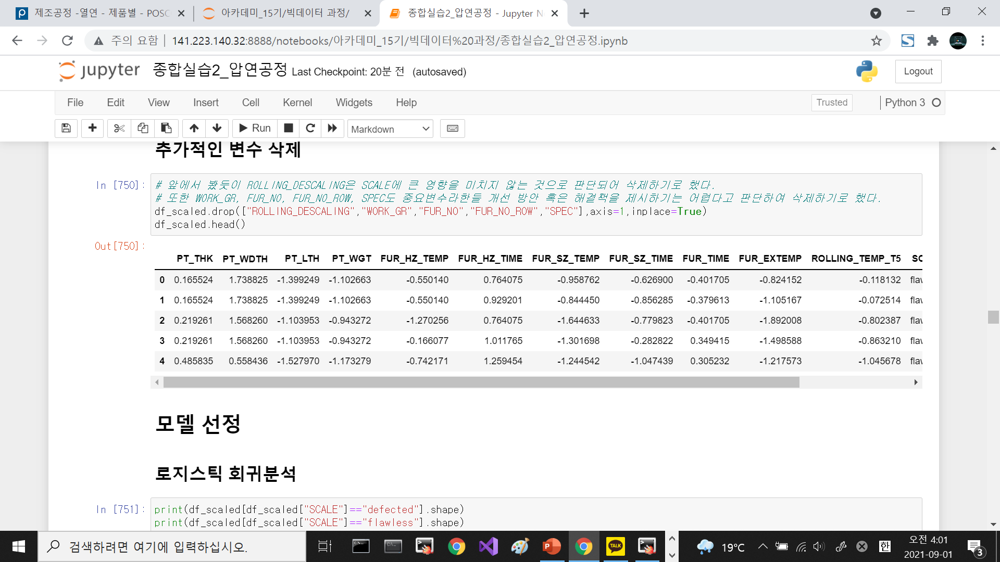 제조공정 -열연 - 제품별 - POSC
아카데미_15기/빅데이터 과정/
종합실습2_압연공정 - Jupyter N
주의 요함 | 141.223.140.32:8888/notebooks/아카데미_15기/빅데이터%20과정/종합실습2_압연공정.ipynb
jupyter 종합실습2_압연공정 Last Checkpoint: 20분 전 (autosaved)
Logout
File Edit View Insert Cell Kernel Widgets Help
Trusted
Python 3
Run
Markdown
추가적인 변수 삭제
In [750]:
# 앞에서 봤듯이 ROLLING_DESCALING은 SCALE에 큰 영향을 미치지 않는 것으로 판단되어 삭제하기로 했다.
# 또한 WORK_GR, FUR_NO, FUR_NO_ROW, SPEC도 중요변수라한들 개선 방안 혹은 해결책을 제시하기는 어렵다고 판단하여 삭제하기로 했다.
df_scaled.drop(["ROLLING_DESCALING","WORK_GR","FUR_NO","FUR_NO_ROW","SPEC"],axis=1,inplace=True)
df_scaled.head()
Out[750]:
PT_THK PT_WDTH PT_LTH PT_WGT FUR_HZ_TEMP FUR_HZ_TIME FUR_SZ_TEMP FUR_SZ_TIME FUR_TIME FUR_EXTEMP ROLLING_TEMP_T5 SC
0 0.165524 1.738825 -1.399249 -1.102663 -0.550140 0.764075 -0.958762 -0.626900 -0.401705 -0.824152 -0.118132 flav
1 0.165524 1.738825 -1.399249 -1.102663 -0.550140 0.929201 -0.844450 -0.856285 -0.379613 -1.105167 -0.072514 flav
2 0.219261 1.568260 -1.103953 -0.943272 -1.270256 0.764075 -1.644633 -0.779823 -0.401705 -1.892008 -0.802387 flav
3 0.219261 1.568260 -1.103953 -0.943272 -0.166077 1.011765 -1.301698 -0.282822 0.349415 -1.498588 -0.863210 flav
4 0.485835 0.558436 -1.527970 -1.173279 -0.742171 1.259454 -1.244542 -1.047439 0.305232 -1.217573 -1.045678 flav
모델 선정
로지스틱 회귀분석
In [751]:
print(df_scaled[df_scaled["SCALE"]=="defected"].shape)
print(df_scaled[df_scaled["SCALE"]=="flawless"].shape)
검색하려면 여기에 입력하십시오.
P
TALK
19°C
한
오전 4:01
2021-09-01
3